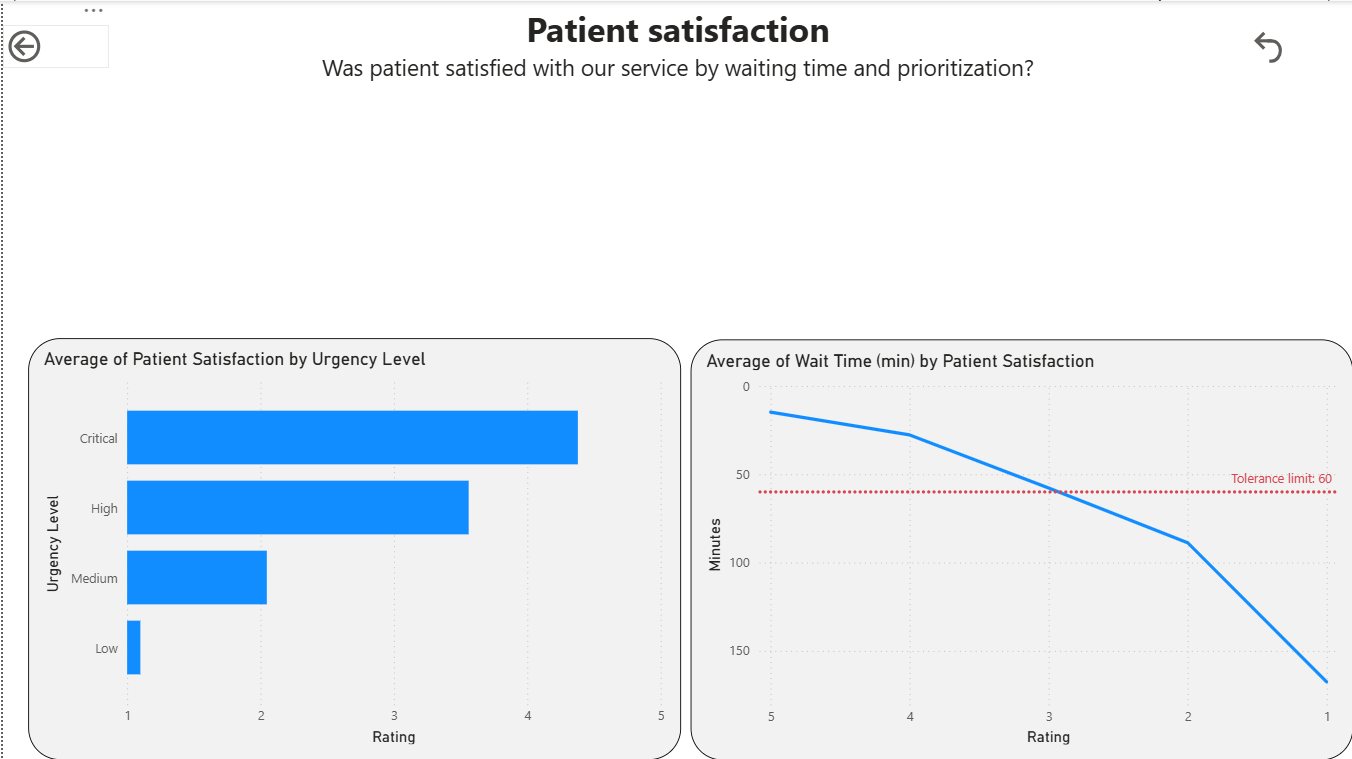 Patient satisfaction
Was patient satisfied with our service by waiting time and prioritization?
Average of Patient Satisfaction by Urgency Level
Urgency Level
Critical
High
Medium
Low
1 2 3 4 5
Rating
Average of Wait Time (min) by Patient Satisfaction
Minutes
0
50
Tolerance limit: 60
100
150
5 4 3 2 1
Rating